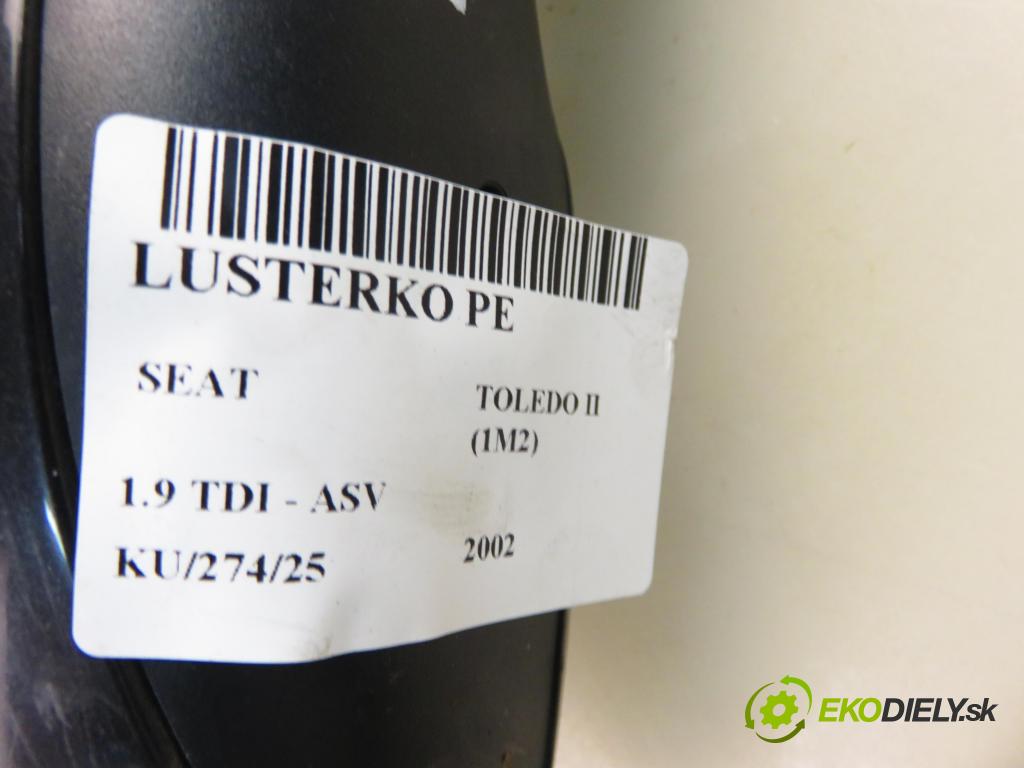 LUSTERKO PE
SEAT
TOLEDO II
(1M2)
1.9 TDI - ASV
KU/274/25
2002
EKODIELY.sk